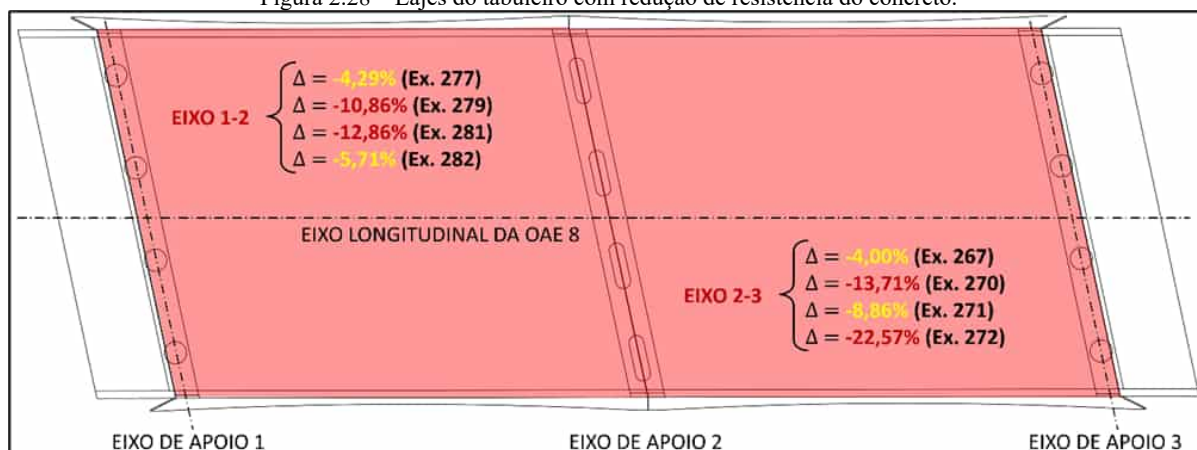 Figura 2.28 – Lajes do tabuleiro com redução de resistência do concreto.
EIXO 1-2
Δ = -4,29% (Ex. 277)
Δ = -10,86% (Ex. 279)
Δ = -12,86% (Ex. 281)
Δ = -5,71% (Ex. 282)
EIXO LONGITUDINAL DA OAE 8
EIXO 2-3
Δ = -4,00% (Ex. 267)
Δ = -13,71% (Ex. 270)
Δ = -8,86% (Ex. 271)
Δ = -22,57% (Ex. 272)
EIXO DE APOIO 1
EIXO DE APOIO 2
EIXO DE APOIO 3